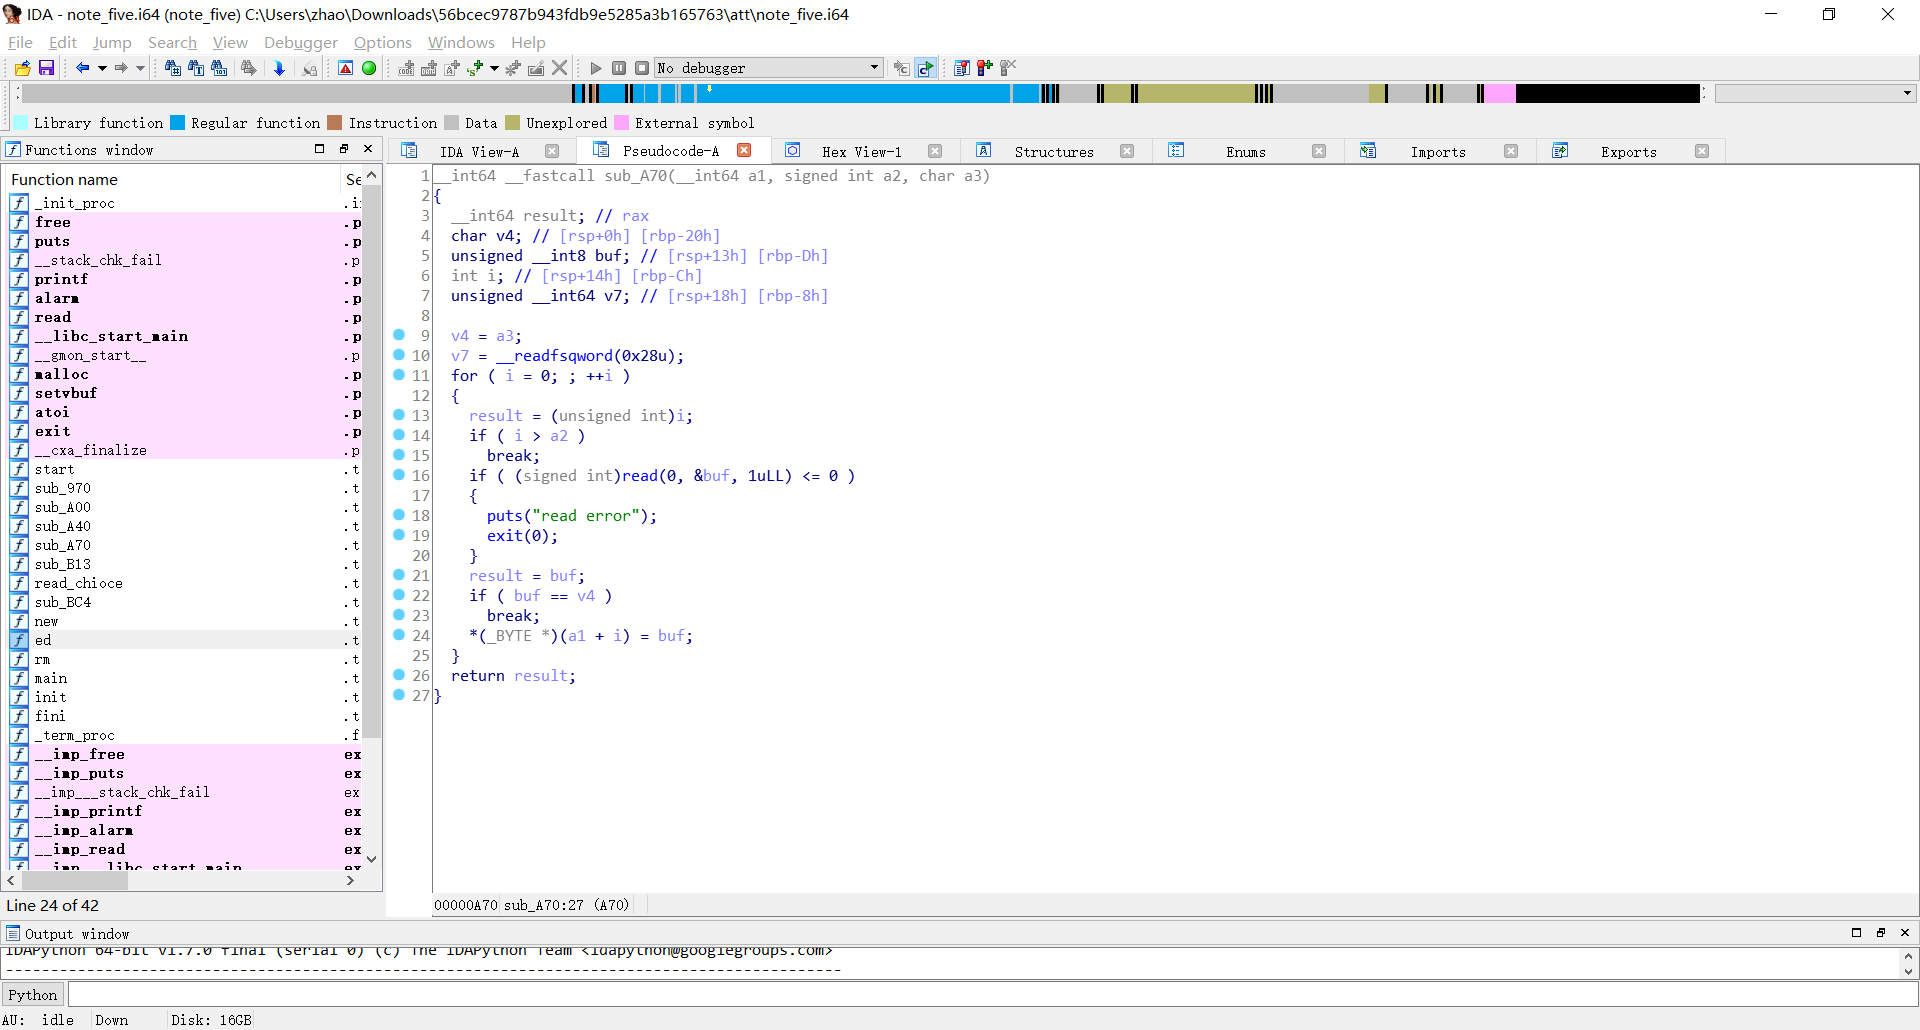 IDA - note_five.i64 (note_five) C:\Users\zhao\Downloads\56bcec9787b943fdb9e5285a3b165763\att\note_five.i64
File Edit Jump Search View Debugger Options Windows Help
No debugger
Library function Regular function Instruction Data Unexplored External symbol
Functions window
Function name Se
_init_proc .i
free .p
puts .p
__stack_chk_fail .p
printf .p
alarm .p
read .p
__libc_start_main .p
__gmon_start__ .p
malloc .p
setvbuf .p
atoi .p
exit .p
__cxa_finalize .p
start .t
sub_970 .t
sub_A00 .t
sub_A40 .t
sub_A70 .t
sub_B13 .t
read_chioce .t
sub_BC4 .t
new .t
ed .t
rm .t
main .t
init .t
fini .t
_term_proc .f
__imp_free ex
__imp_puts ex
__imp___stack_chk_fail ex
__imp_printf ex
__imp_alarm ex
__imp_read ex
__imp___libc_start_main ex
Line 24 of 42
IDA View-A Pseudocode-A Hex View-1 Structures Enums Imports Exports
1 __int64 __fastcall sub_A70(__int64 a1, signed int a2, char a3)
2 {
3 __int64 result; // rax
4 char v4; // [rsp+0h] [rbp-20h]
5 unsigned __int8 buf; // [rsp+13h] [rbp-Dh]
6 int i; // [rsp+14h] [rbp-Ch]
7 unsigned __int64 v7; // [rsp+18h] [rbp-8h]
8
9 v4 = a3;
10 v7 = __readfsqword(0x28u);
11 for ( i = 0; ; ++i )
12 {
13 result = (unsigned int)i;
14 if ( i > a2 )
15 break;
16 if ( (signed int)read(0, &buf, 1uLL) <= 0 )
17 {
18 puts("read error");
19 exit(0);
20 }
21 result = buf;
22 if ( buf == v4 )
23 break;
24 *(_BYTE *)(a1 + i) = buf;
25 }
26 return result;
27 }
00000A70 sub_A70:27 (A70)
Output window
IDAPython 64-bit v1.7.0 final (serial 0) (c) The IDAPython Team <idapython@googlegroups.com>
---------------------------------------------------------------------------------------------
Python
AU: idle Down Disk: 16GB